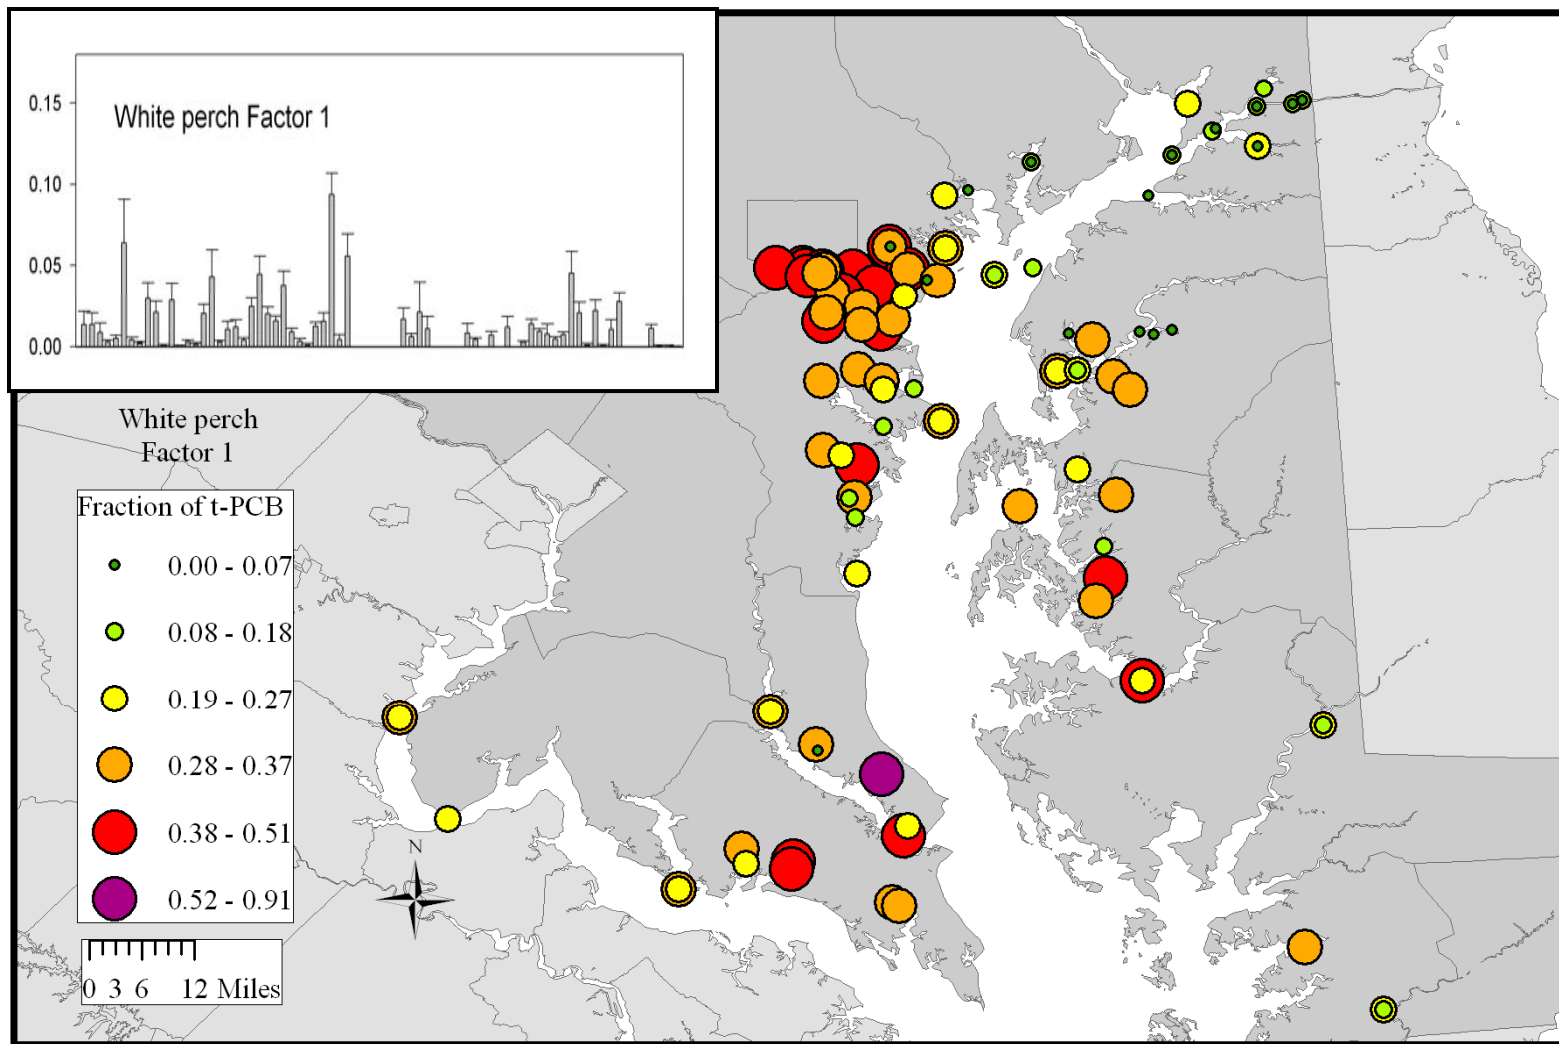 0.15
White perch Factor 1
0.10
0.05
0.00
White perch
Factor 1
Fraction of t-PCB
0.00 - 0.07
0.08 - 0.18
0.19 - 0.27
0.28 - 0.37
0.38 - 0.51
0.52 - 0.91
N
0 3 6 12 Miles